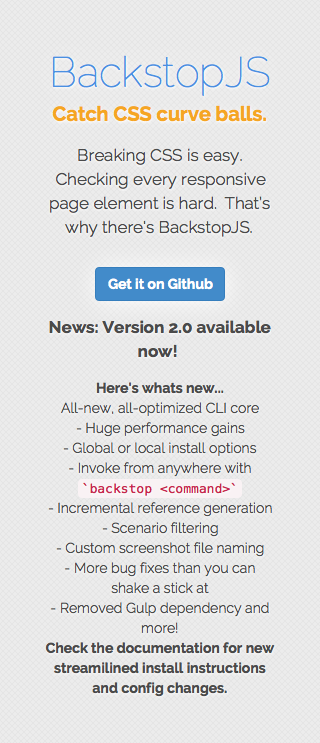 BackstopJS
Catch CSS curve balls.
Breaking CSS is easy.
Checking every responsive
page element is hard.  That's
why there's BackstopJS.
Get it on Github
News: Version 2.0 available
now!
Here's whats new...
All-new, all-optimized CLI core
- Huge performance gains
- Global or local install options
- Invoke from anywhere with
`backstop <command>`
- Incremental reference generation
- Scenario filtering
- Custom screenshot file naming
- More bug fixes than you can
shake a stick at
- Removed Gulp dependency and
more!
Check the documentation for new
streamilined install instructions
and config changes.